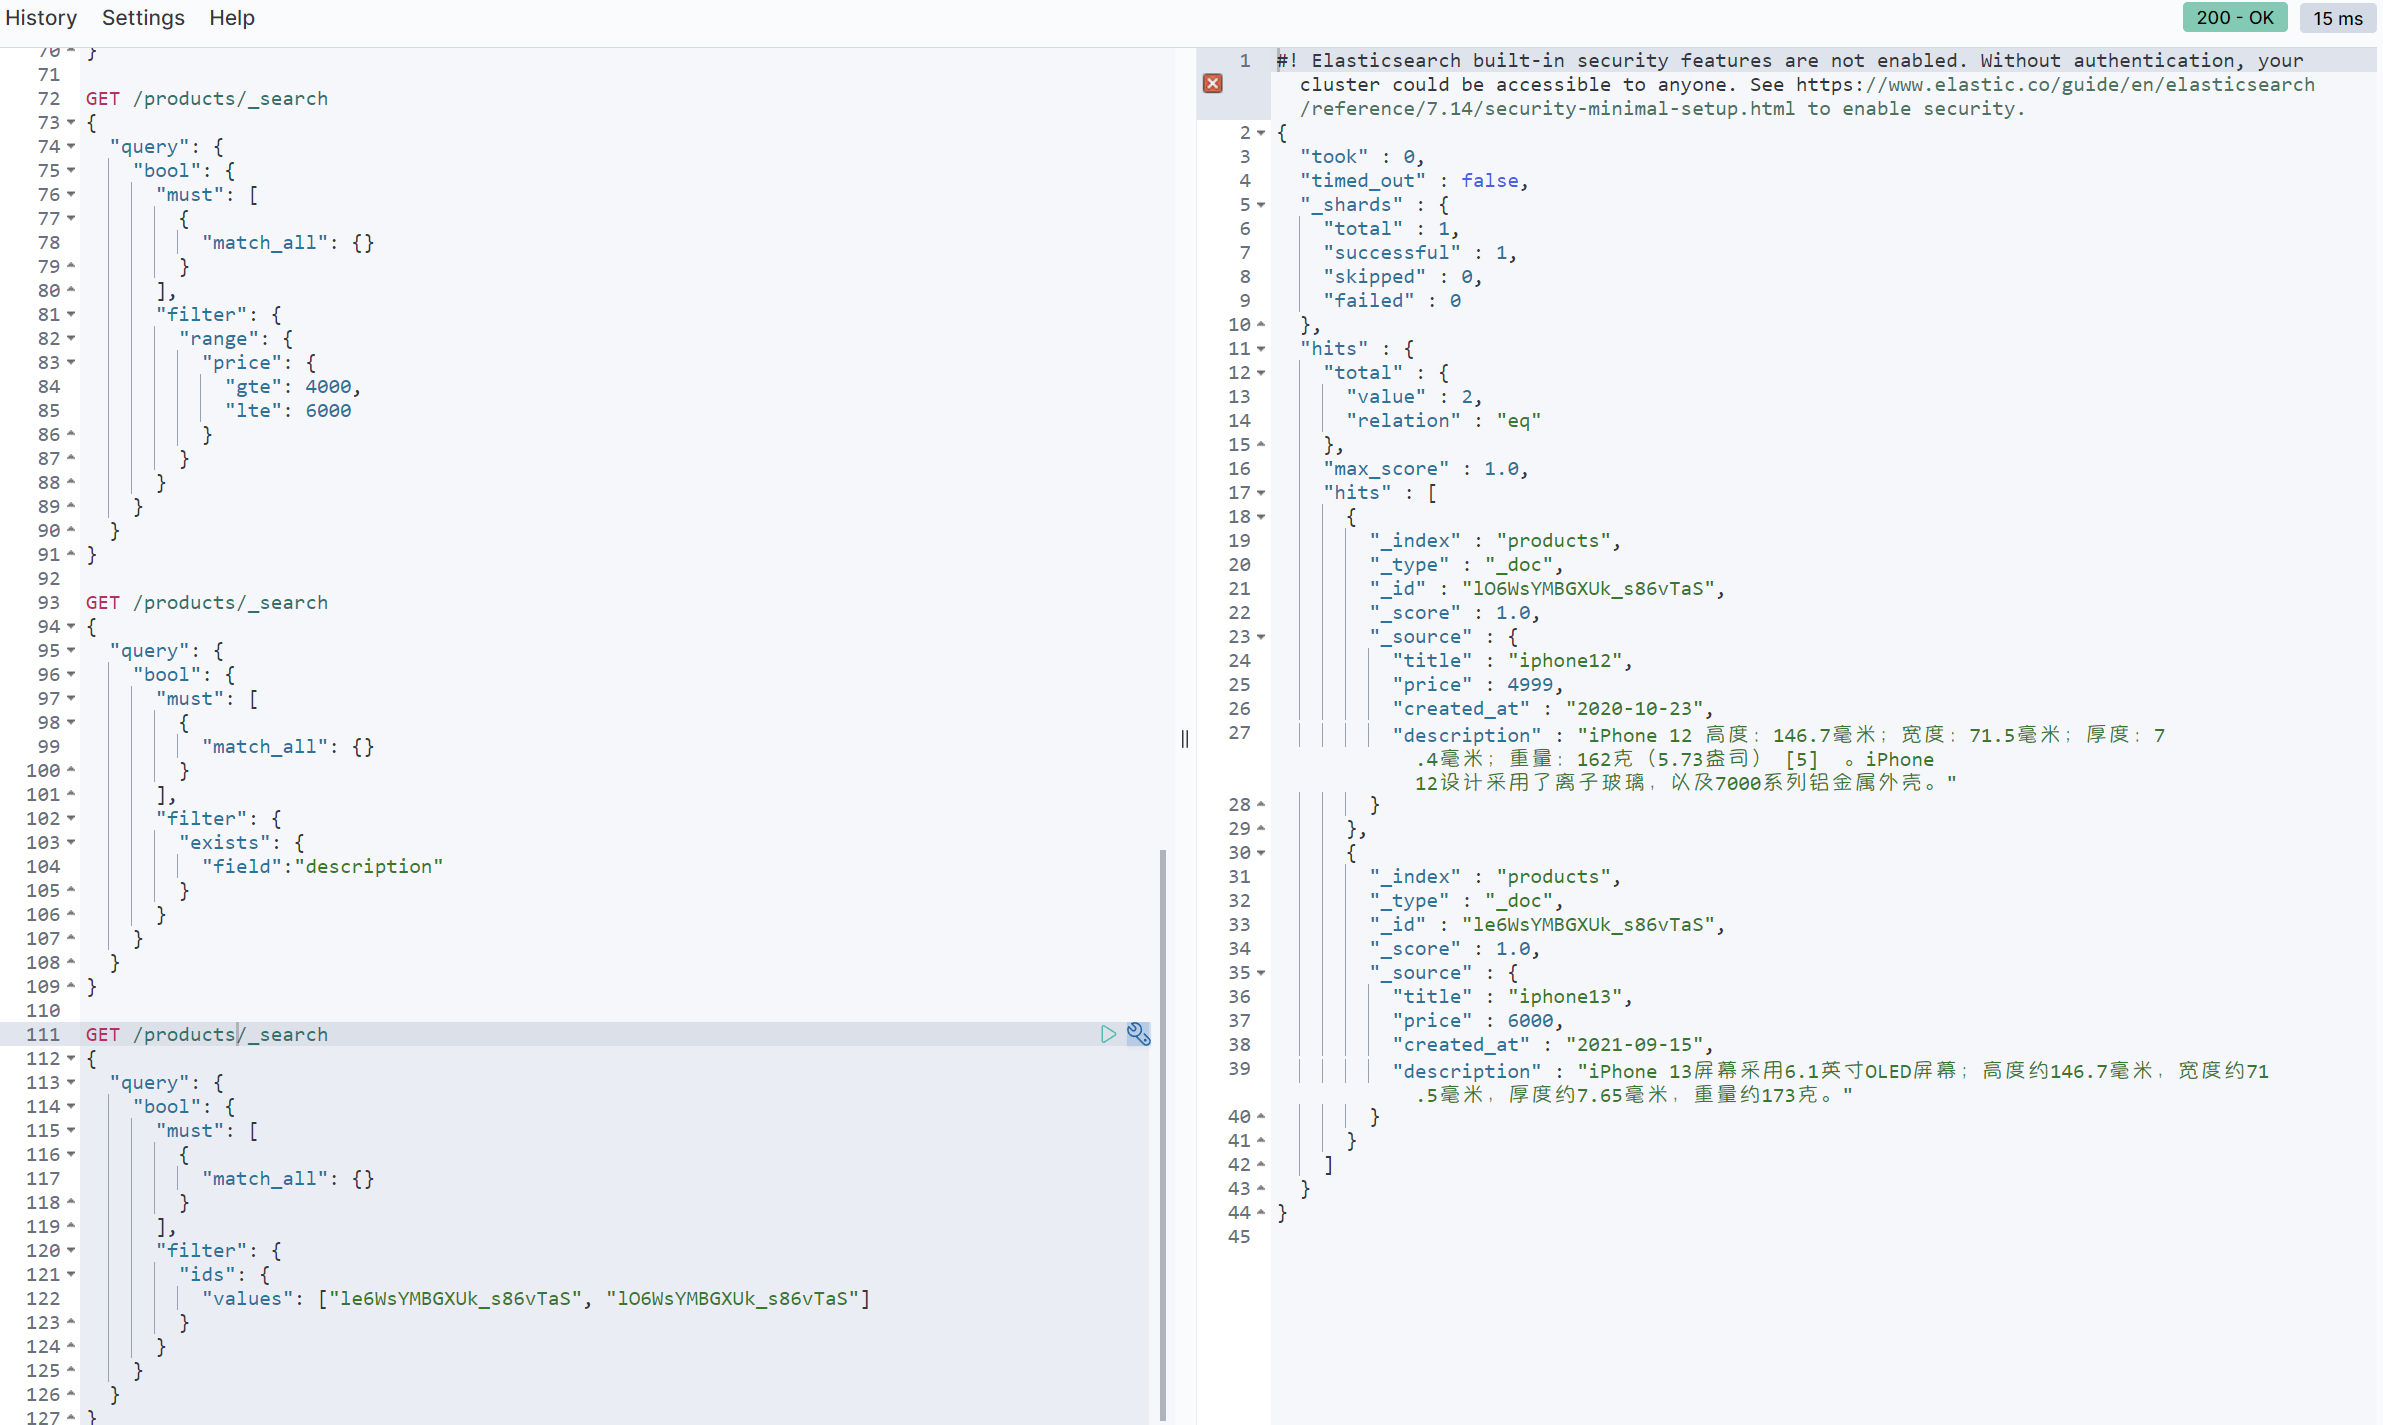 History Settings Help
200 - OK 15 ms
70 }
71
72 GET /products/_search
73 {
74 "query": {
75 "bool": {
76 "must": [
77 {
78 "match_all": {}
79 }
80 ],
81 "filter": {
82 "range": {
83 "price": {
84 "gte": 4000,
85 "lte": 6000
86 }
87 }
88 }
89 }
90 }
91 }
92
93 GET /products/_search
94 {
95 "query": {
96 "bool": {
97 "must": [
98 {
99 "match_all": {}
100 }
101 ],
102 "filter": {
103 "exists": {
104 "field":"description"
105 }
106 }
107 }
108 }
109 }
110
111 GET /products/_search
112 {
113 "query": {
114 "bool": {
115 "must": [
116 {
117 "match_all": {}
118 }
119 ],
120 "filter": {
121 "ids": {
122 "values": ["le6WsYMBGXUk_s86vTaS", "lO6WsYMBGXUk_s86vTaS"]
123 }
124 }
125 }
126 }
127 }
1 #! Elasticsearch built-in security features are not enabled. Without authentication, your
cluster could be accessible to anyone. See https://www.elastic.co/guide/en/elasticsearch
/reference/7.14/security-minimal-setup.html to enable security.
2 {
3 "took" : 0,
4 "timed_out" : false,
5 "_shards" : {
6 "total" : 1,
7 "successful" : 1,
8 "skipped" : 0,
9 "failed" : 0
10 },
11 "hits" : {
12 "total" : {
13 "value" : 2,
14 "relation" : "eq"
15 },
16 "max_score" : 1.0,
17 "hits" : [
18 {
19 "_index" : "products",
20 "_type" : "_doc",
21 "_id" : "lO6WsYMBGXUk_s86vTaS",
22 "_score" : 1.0,
23 "_source" : {
24 "title" : "iphone12",
25 "price" : 4999,
26 "created_at" : "2020-10-23",
27 "description" : "iPhone 12 高度：146.7毫米；宽度：71.5毫米；厚度：7
.4毫米；重量：162克（5.73盎司） [5]  。iPhone
12设计采用了离子玻璃，以及7000系列铝金属外壳。"
28 }
29 },
30 {
31 "_index" : "products",
32 "_type" : "_doc",
33 "_id" : "le6WsYMBGXUk_s86vTaS",
34 "_score" : 1.0,
35 "_source" : {
36 "title" : "iphone13",
37 "price" : 6000,
38 "created_at" : "2021-09-15",
39 "description" : "iPhone 13屏幕采用6.1英寸OLED屏幕；高度约146.7毫米，宽度约71
.5毫米，厚度约7.65毫米，重量约173克。"
40 }
41 }
42 ]
43 }
44 }
45